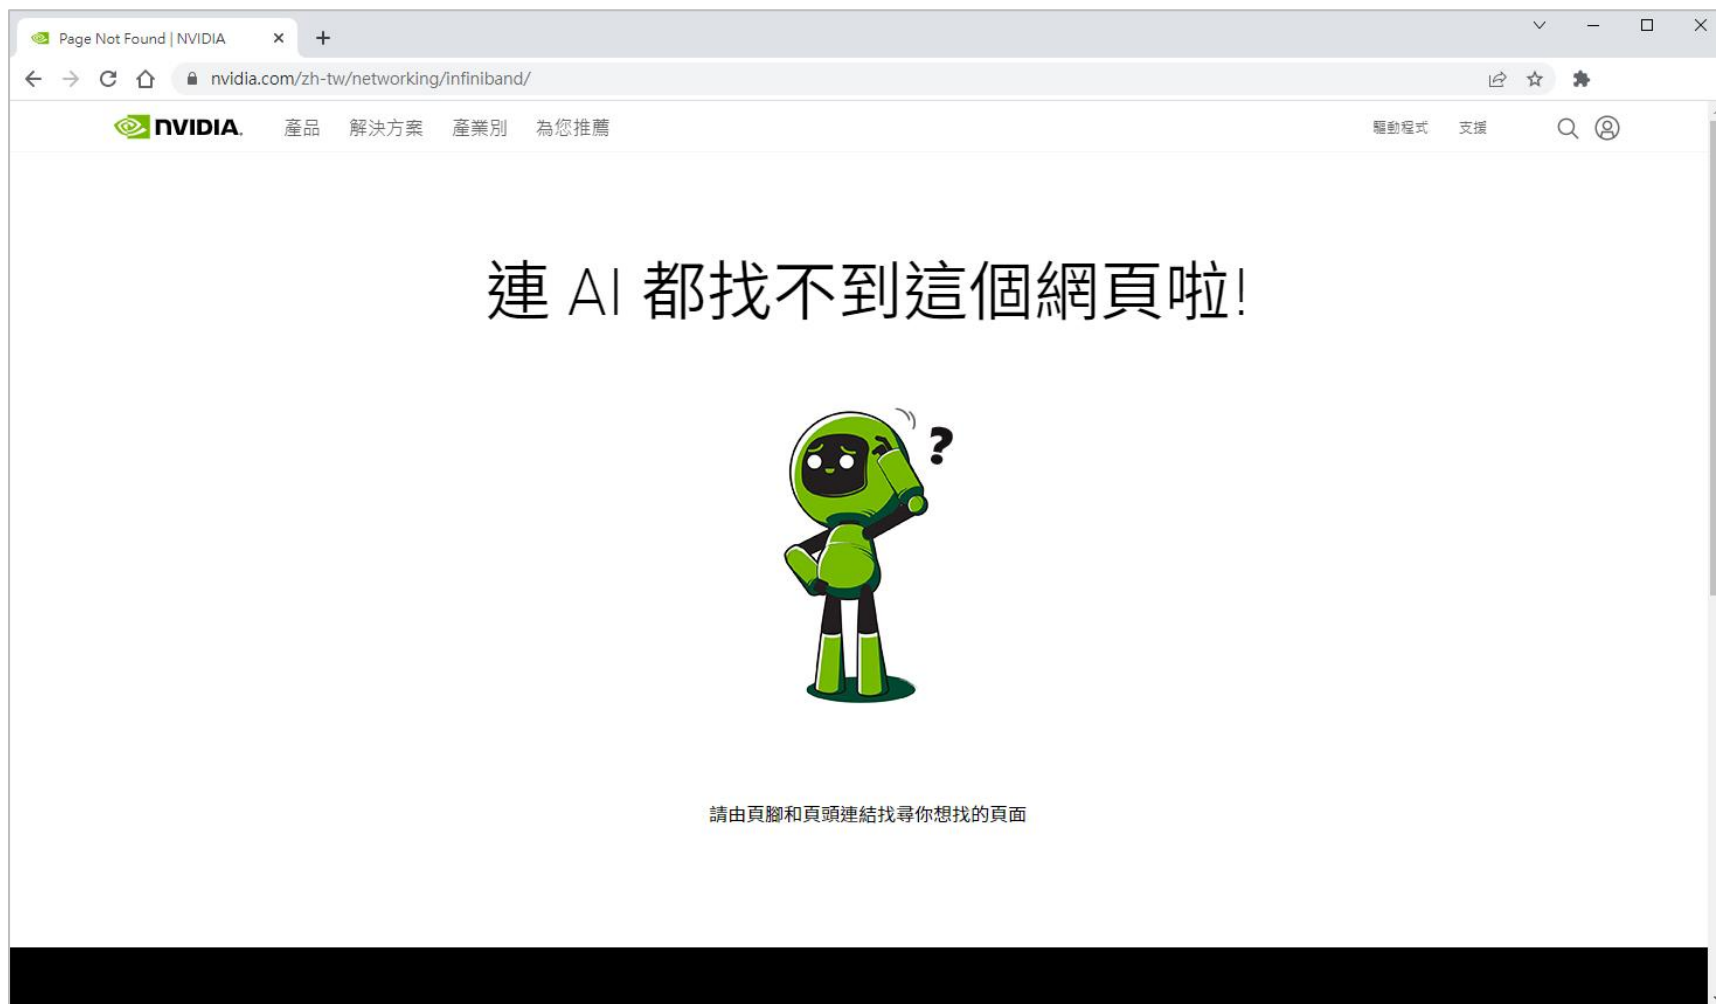 Page Not Found | NVIDIA
nvidia.com/zh-tw/networking/infiniband/
NVIDIA. 產品 解決方案 產業別 為您推薦 驅動程式 支援
連 AI 都找不到這個網頁啦!
?
請由頁腳和頁頭連結找尋你想找的頁面